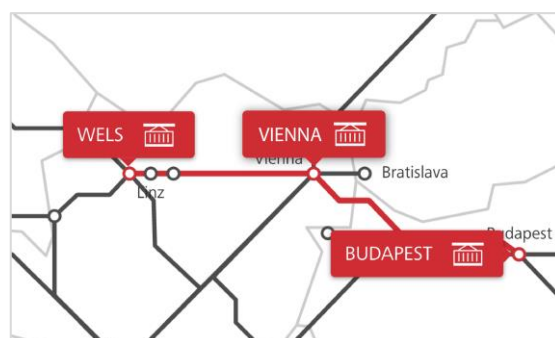 WELS
VIENNA
Vienna
Bratislava
Linz
Budapest
BUDAPEST